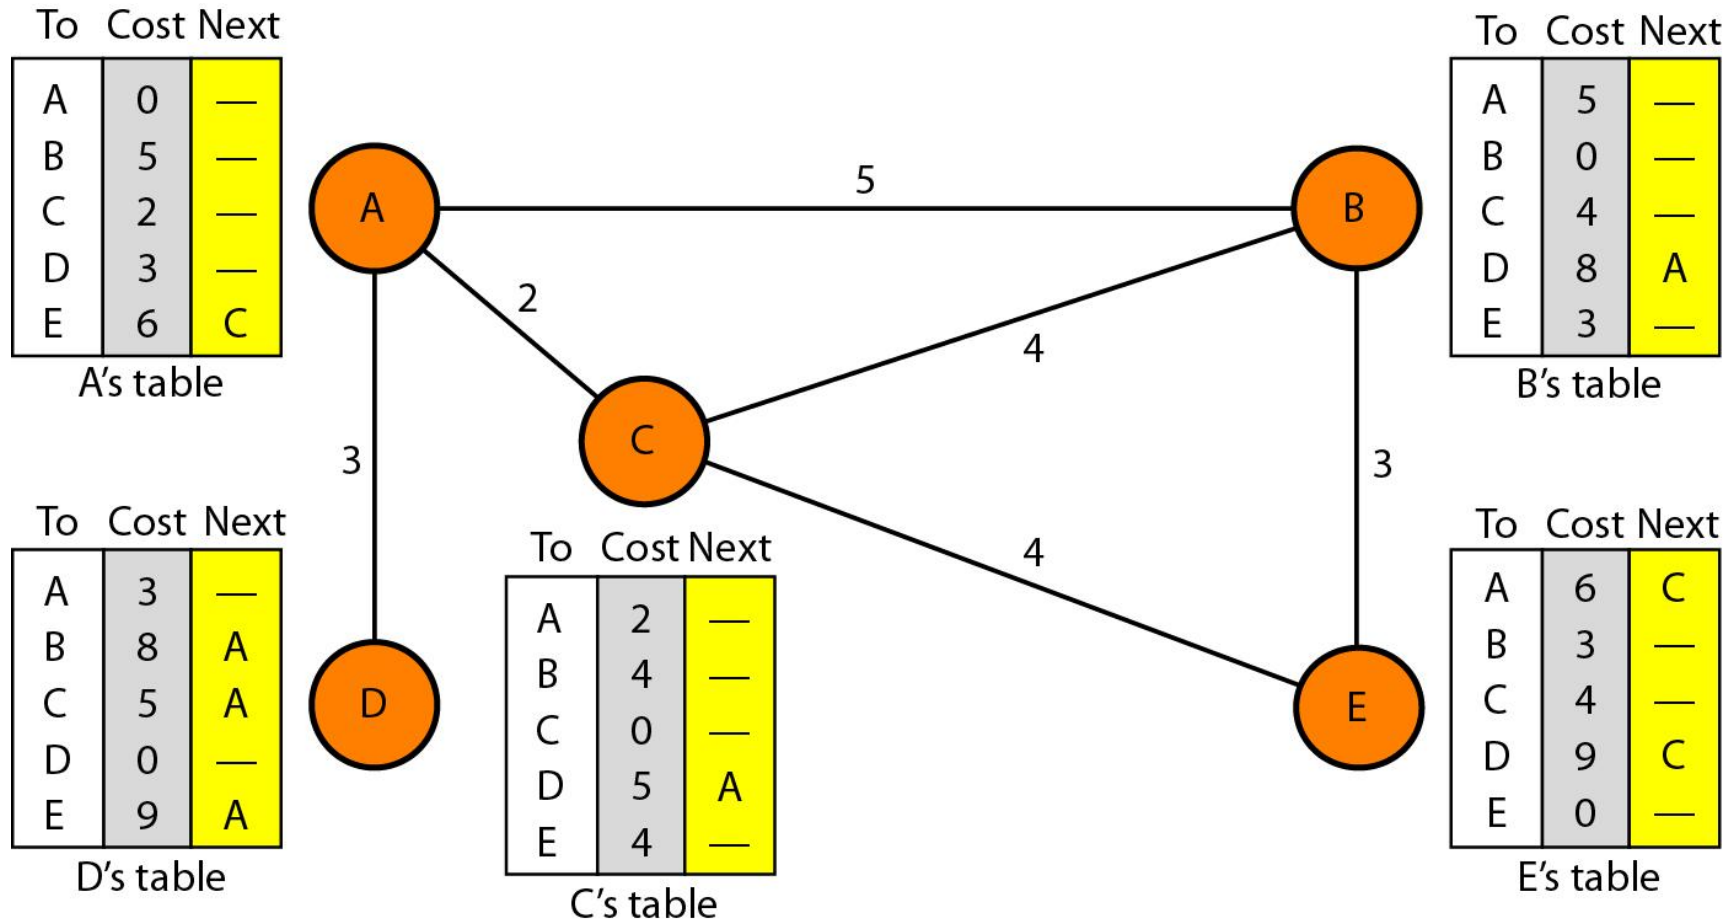 To Cost Next
A 0 —
B 5 —
C 2 —
D 3 —
E 6 C
A's table
To Cost Next
A 5 —
B 0 —
C 4 —
D 8 A
E 3 —
B's table
A
5
B
2
4
C
3
3
4
D
E
To Cost Next
A 3 —
B 8 A
C 5 A
D 0 —
E 9 A
D's table
To Cost Next
A 2 —
B 4 —
C 0 —
D 5 A
E 4 —
C's table
To Cost Next
A 6 C
B 3 —
C 4 —
D 9 C
E 0 —
E's table